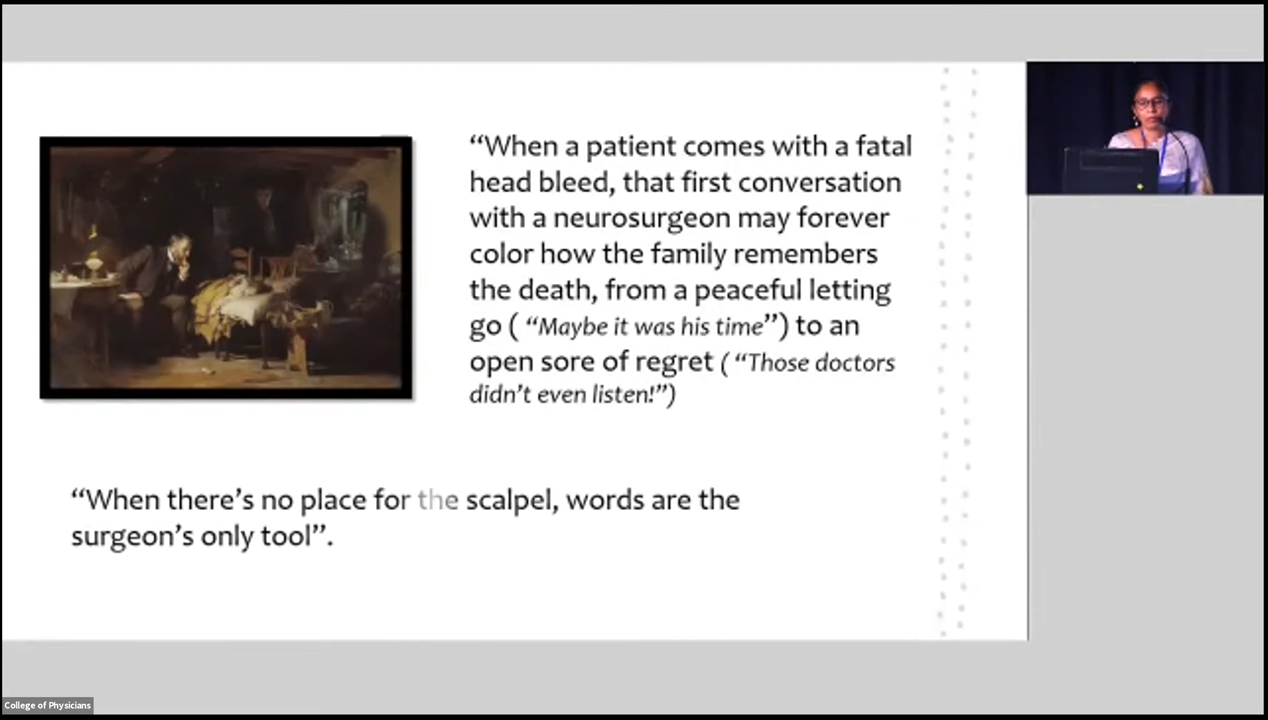 “When a patient comes with a fatal
head bleed, that first conversation
with a neurosurgeon may forever
color how the family remembers
the death, from a peaceful letting
go ( “Maybe it was his time”) to an
open sore of regret ( “Those doctors
didn’t even listen!”)
“When there’s no place for the scalpel, words are the
surgeon’s only tool”.
College of Physicians